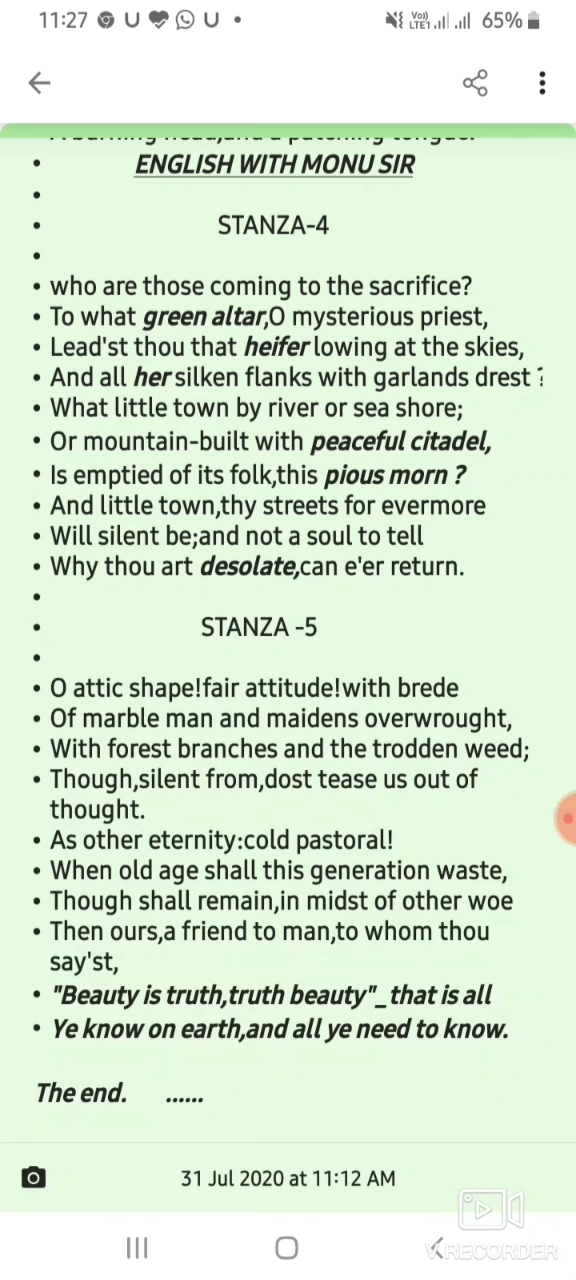 11:27 U U • Vo)) LTE1 65%
ENGLISH WITH MONU SIR
STANZA-4
• who are those coming to the sacrifice?
• To what green altar,O mysterious priest,
• Lead'st thou that heifer lowing at the skies,
• And all her silken flanks with garlands drest ?
• What little town by river or sea shore;
• Or mountain-built with peaceful citadel,
• Is emptied of its folk,this pious morn ?
• And little town,thy streets for evermore
• Will silent be;and not a soul to tell
• Why thou art desolate,can e'er return.
STANZA -5
• O attic shape!fair attitude!with brede
• Of marble man and maidens overwrought,
• With forest branches and the trodden weed;
• Though,silent from,dost tease us out of
thought.
• As other eternity:cold pastoral!
• When old age shall this generation waste,
• Though shall remain,in midst of other woe
• Then ours,a friend to man,to whom thou
say'st,
• "Beauty is truth,truth beauty"_that is all
• Ye know on earth,and all ye need to know.
The end. ......
31 Jul 2020 at 11:12 AM
RECORDER